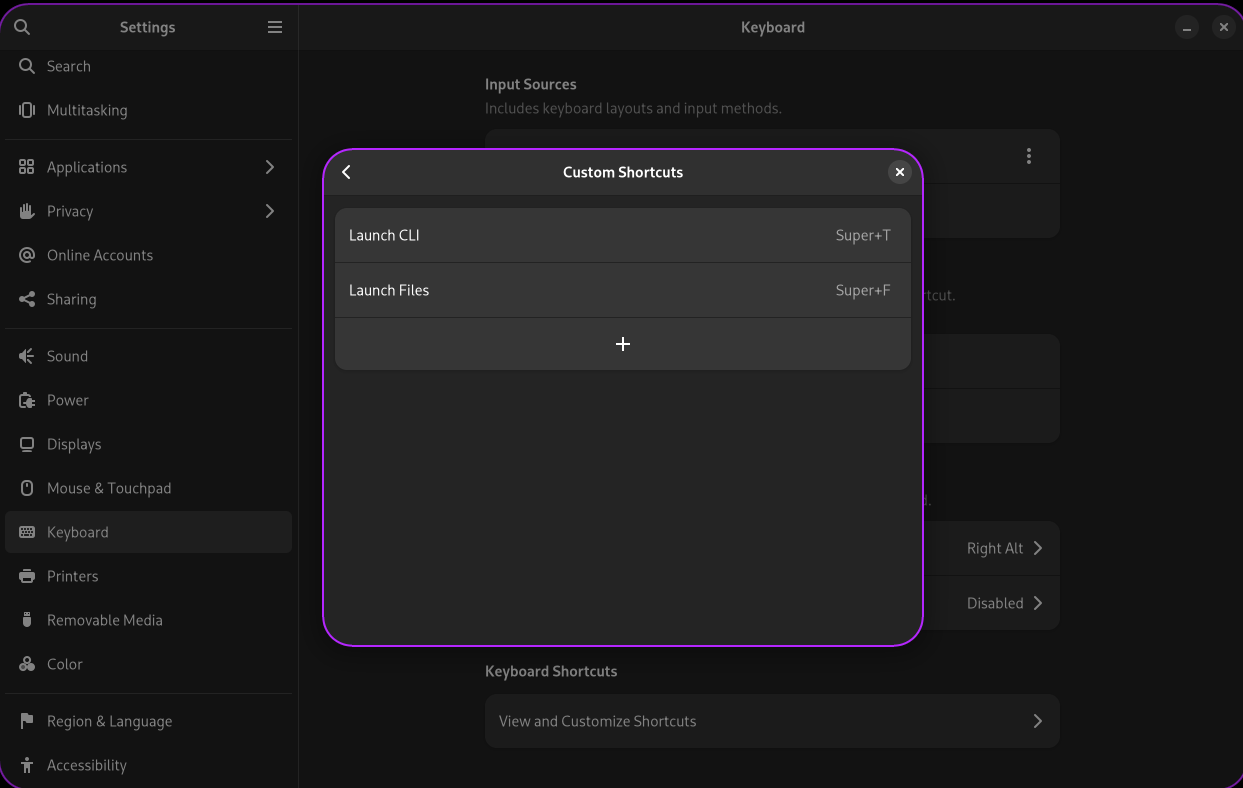 Settings
Keyboard
Search
Multitasking
Applications
Privacy
Online Accounts
Sharing
Sound
Power
Displays
Mouse & Touchpad
Keyboard
Printers
Removable Media
Color
Region & Language
Accessibility
Input Sources
Includes keyboard layouts and input methods.
Custom Shortcuts
Launch CLI Super+T
Launch Files Super+F
Right Alt
Disabled
Keyboard Shortcuts
View and Customize Shortcuts